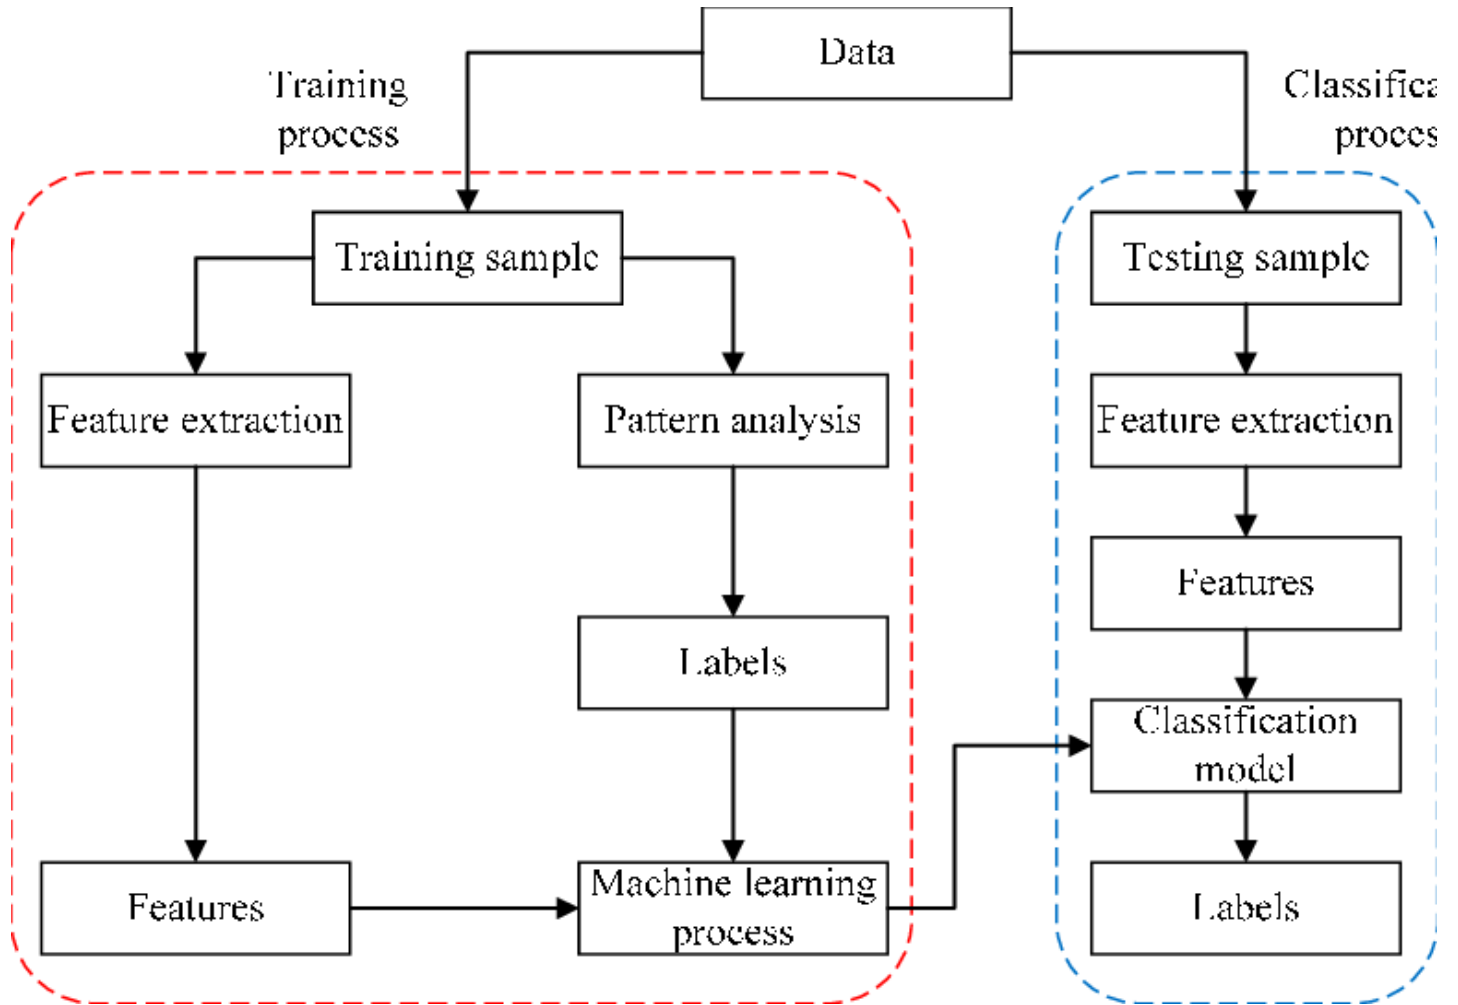 Data
Training
process
Classifica
proces
Training sample
Testing sample
Feature extraction
Pattern analysis
Feature extraction
Features
Labels
Classification
model
Features
Machine learning
process
Labels